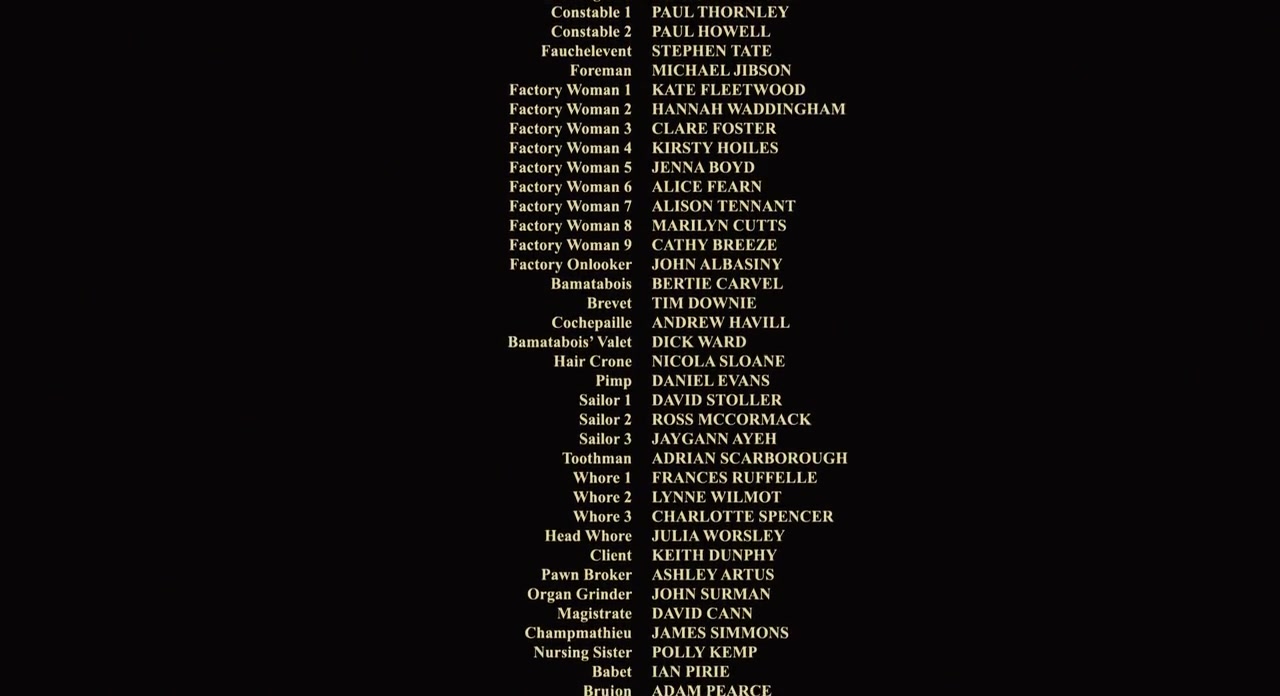 Constable 1 PAUL THORNLEY
Constable 2 PAUL HOWELL
Fauchelevent STEPHEN TATE
Foreman MICHAEL JIBSON
Factory Woman 1 KATE FLEETWOOD
Factory Woman 2 HANNAH WADDINGHAM
Factory Woman 3 CLARE FOSTER
Factory Woman 4 KIRSTY HOILES
Factory Woman 5 JENNA BOYD
Factory Woman 6 ALICE FEARN
Factory Woman 7 ALISON TENNANT
Factory Woman 8 MARILYN CUTTS
Factory Woman 9 CATHY BREEZE
Factory Onlooker JOHN ALBASINY
Bamatabois BERTIE CARVEL
Brevet TIM DOWNIE
Cochepaille ANDREW HAVILL
Bamatabois’ Valet DICK WARD
Hair Crone NICOLA SLOANE
Pimp DANIEL EVANS
Sailor 1 DAVID STOLLER
Sailor 2 ROSS MCCORMACK
Sailor 3 JAYGANN AYEH
Toothman ADRIAN SCARBOROUGH
Whore 1 FRANCES RUFFELLE
Whore 2 LYNNE WILMOT
Whore 3 CHARLOTTE SPENCER
Head Whore JULIA WORSLEY
Client KEITH DUNPHY
Pawn Broker ASHLEY ARTUS
Organ Grinder JOHN SURMAN
Magistrate DAVID CANN
Champmathieu JAMES SIMMONS
Nursing Sister POLLY KEMP
Babet IAN PIRIE
Brujon ADAM PEARCE